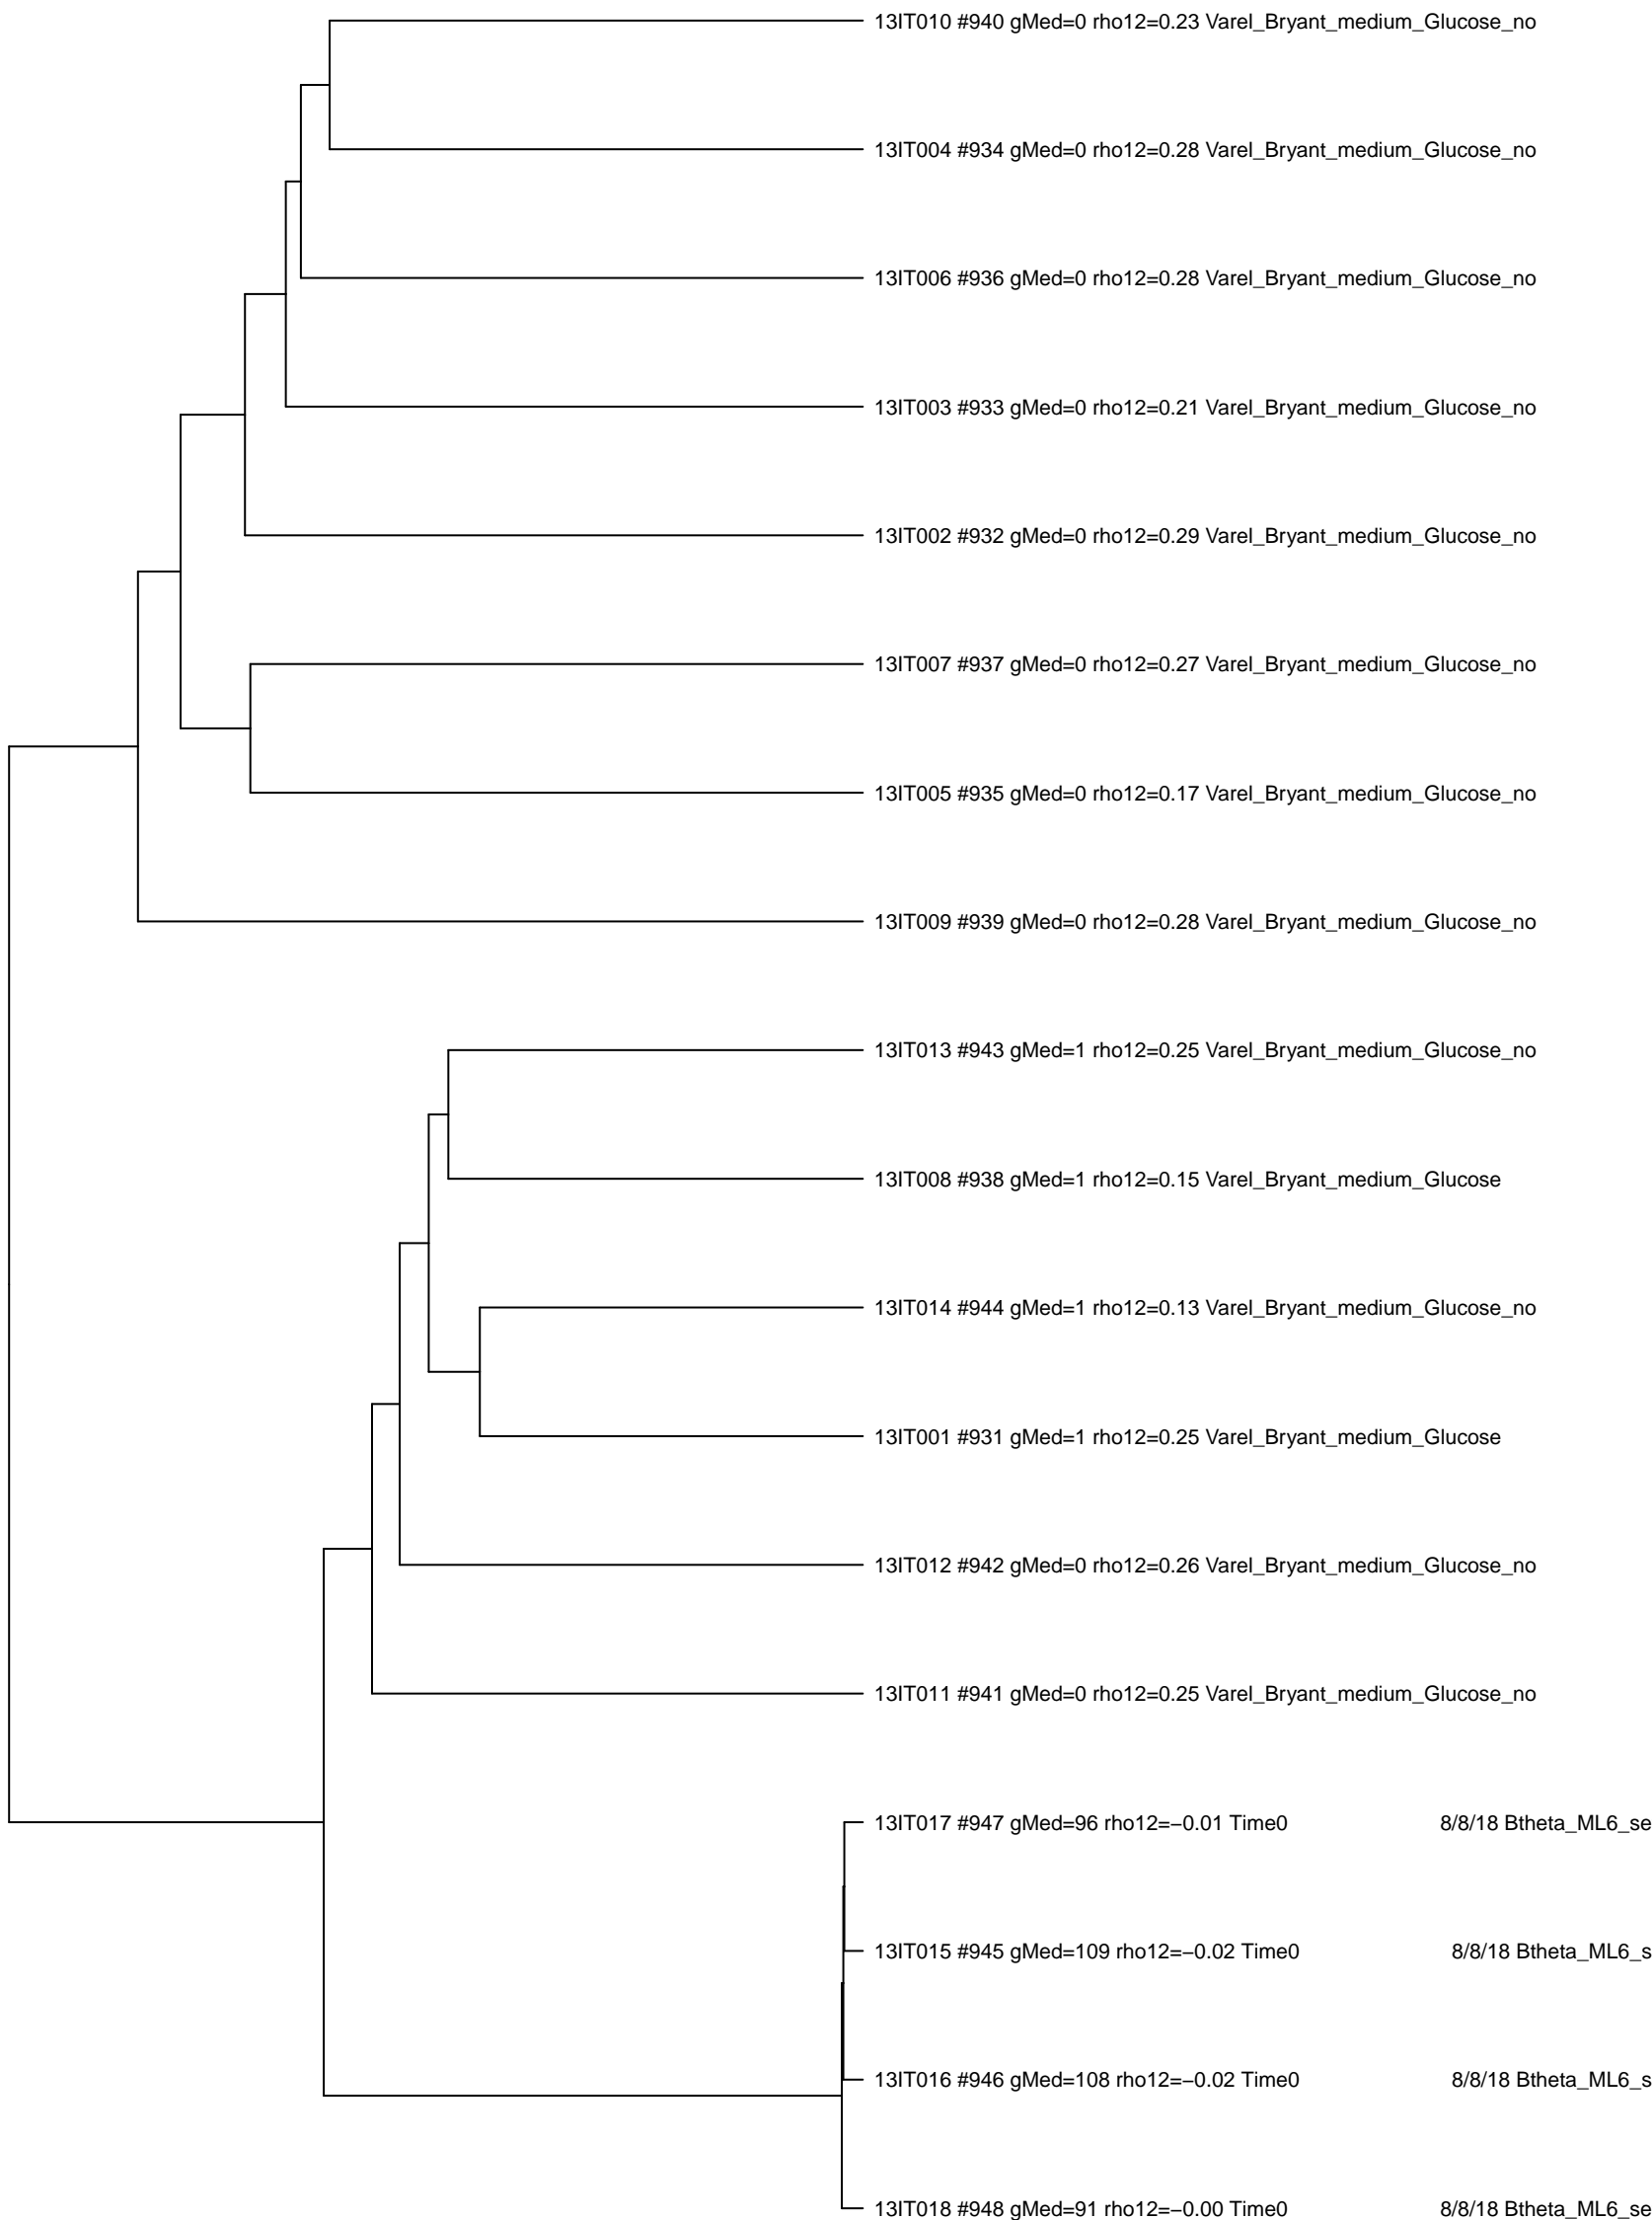 13IT010 #940 gMed=0 rho12=0.23 Varel_Bryant_medium_Glucose_no
13IT004 #934 gMed=0 rho12=0.28 Varel_Bryant_medium_Glucose_no
13IT006 #936 gMed=0 rho12=0.28 Varel_Bryant_medium_Glucose_no
13IT003 #933 gMed=0 rho12=0.21 Varel_Bryant_medium_Glucose_no
13IT002 #932 gMed=0 rho12=0.29 Varel_Bryant_medium_Glucose_no
13IT007 #937 gMed=0 rho12=0.27 Varel_Bryant_medium_Glucose_no
13IT005 #935 gMed=0 rho12=0.17 Varel_Bryant_medium_Glucose_no
13IT009 #939 gMed=0 rho12=0.28 Varel_Bryant_medium_Glucose_no
13IT013 #943 gMed=1 rho12=0.25 Varel_Bryant_medium_Glucose_no
13IT008 #938 gMed=1 rho12=0.15 Varel_Bryant_medium_Glucose
13IT014 #944 gMed=1 rho12=0.13 Varel_Bryant_medium_Glucose_no
13IT001 #931 gMed=1 rho12=0.25 Varel_Bryant_medium_Glucose
13IT012 #942 gMed=0 rho12=0.26 Varel_Bryant_medium_Glucose_no
13IT011 #941 gMed=0 rho12=0.25 Varel_Bryant_medium_Glucose_no
13IT017 #947 gMed=96 rho12=−0.01 Time0 8/8/18 Btheta_ML6_se
13IT015 #945 gMed=109 rho12=−0.02 Time0 8/8/18 Btheta_ML6_s
13IT016 #946 gMed=108 rho12=−0.02 Time0 8/8/18 Btheta_ML6_s
13IT018 #948 gMed=91 rho12=−0.00 Time0 8/8/18 Btheta_ML6_se